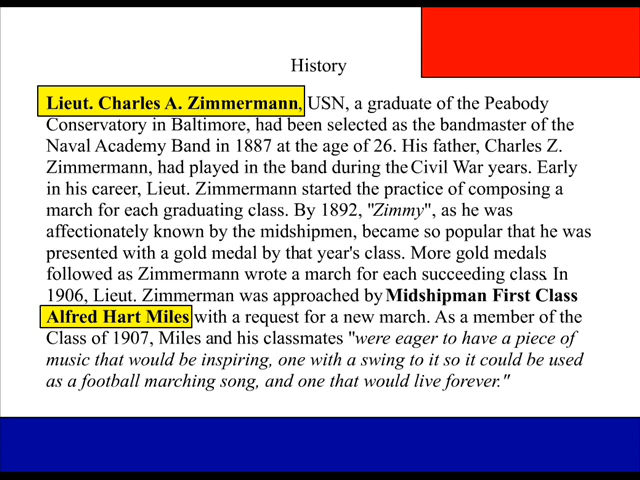 History
Lieut. Charles A. Zimmermann, USN, a graduate of the Peabody
Conservatory in Baltimore, had been selected as the bandmaster of the
Naval Academy Band in 1887 at the age of 26. His father, Charles Z.
Zimmermann, had played in the band during the Civil War years. Early
in his career, Lieut. Zimmermann started the practice of composing a
march for each graduating class. By 1892, "Zimmy", as he was
affectionately known by the midshipmen, became so popular that he was
presented with a gold medal by that year's class. More gold medals
followed as Zimmermann wrote a march for each succeeding class. In
1906, Lieut. Zimmerman was approached by Midshipman First Class
Alfred Hart Miles with a request for a new march. As a member of the
Class of 1907, Miles and his classmates "were eager to have a piece of
music that would be inspiring, one with a swing to it so it could be used
as a football marching song, and one that would live forever."